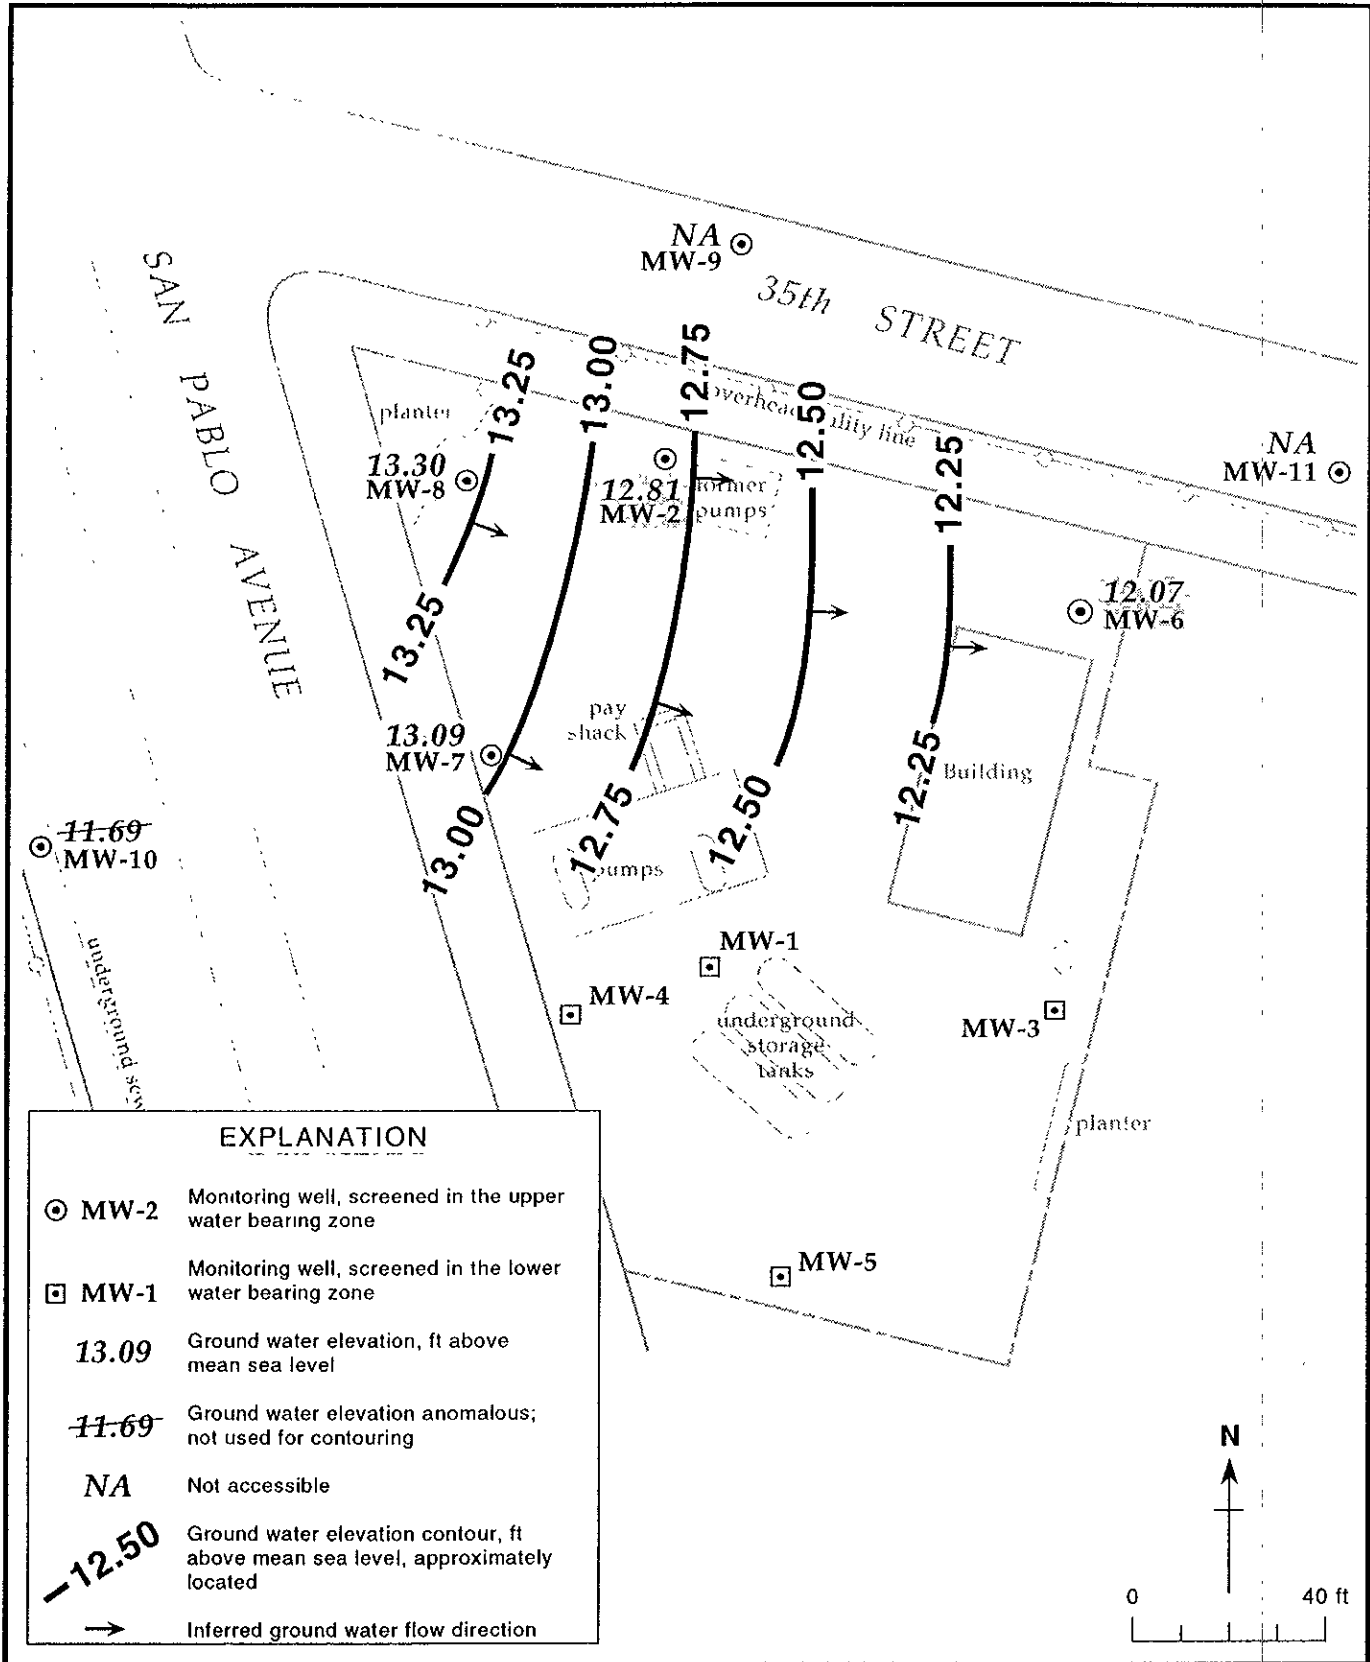 NA
MW-9
35th STREET
SAN PABLO AVENUE
13.25
13.00
12.75
12.50
12.25
overhead utility line
planter
13.30
MW-8
12.81
MW-2
former
pumps
NA
MW-11
12.07
MW-6
13.25
13.09
MW-7
pay
shack
13.00
12.75
12.50
12.25
Building
pumps
11.69
MW-10
underground sew
MW-1
MW-4
underground
storage
tanks
MW-3
planter
MW-5
EXPLANATION
MW-2 Monitoring well, screened in the upper
water bearing zone
MW-1 Monitoring well, screened in the lower
water bearing zone
13.09 Ground water elevation, ft above
mean sea level
11.69 Ground water elevation anomalous;
not used for contouring
NA Not accessible
12.50 Ground water elevation contour, ft
above mean sea level, approximately
located
Inferred ground water flow direction
N
0 40 ft